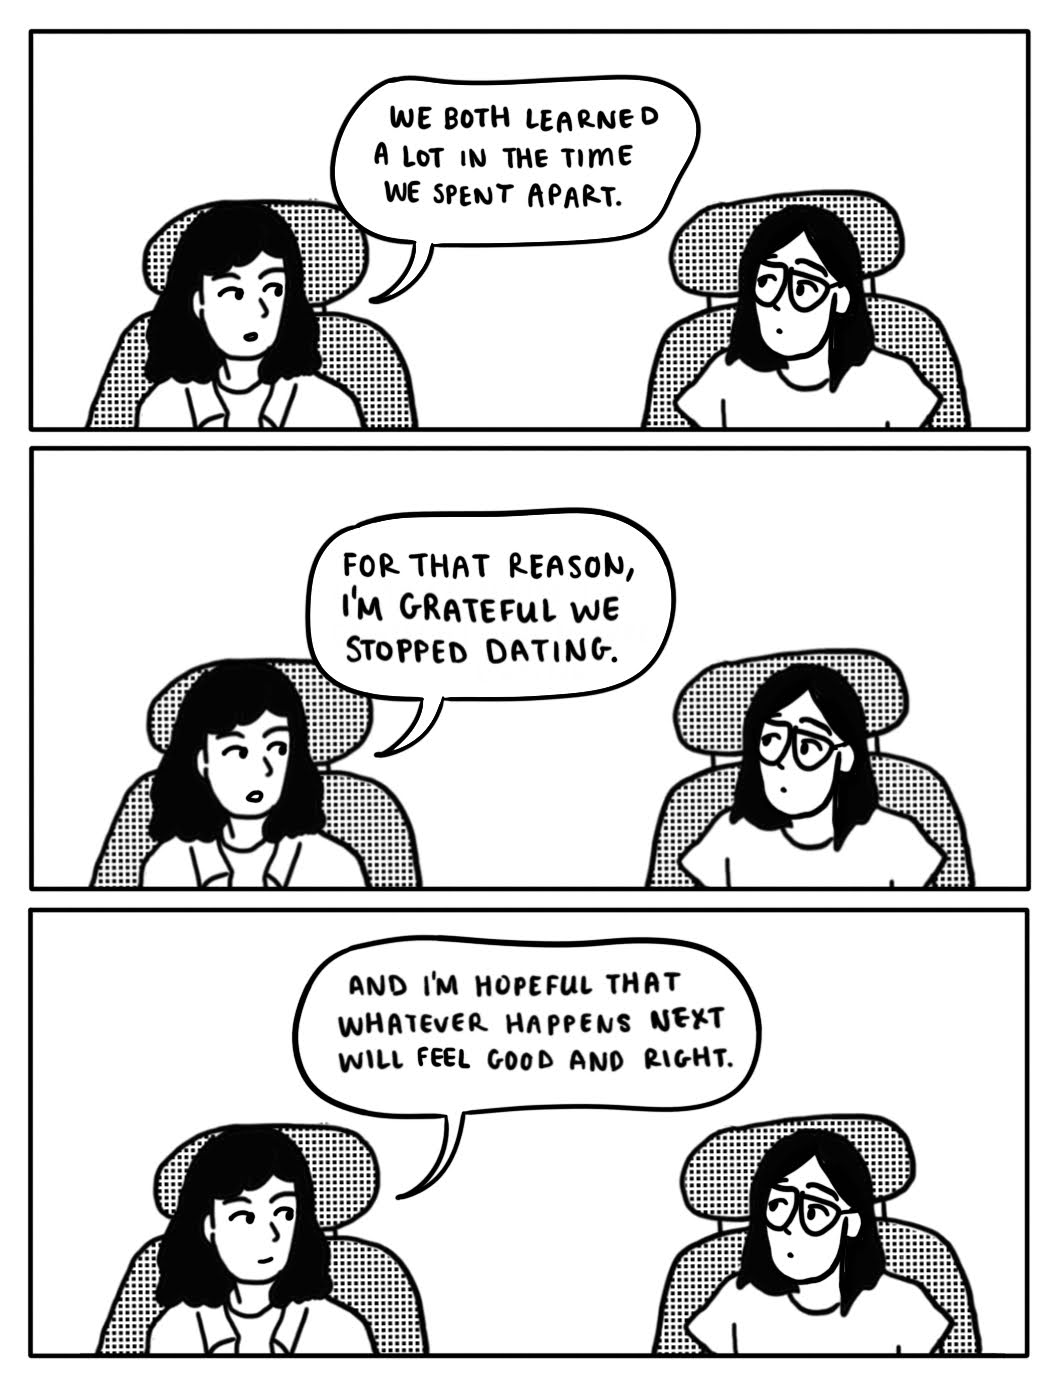 WE BOTH LEARNED
A LOT IN THE TIME
WE SPENT APART.
FOR THAT REASON,
I'M GRATEFUL WE
STOPPED DATING.
AND I'M HOPEFUL THAT
WHATEVER HAPPENS NEXT
WILL FEEL GOOD AND RIGHT.